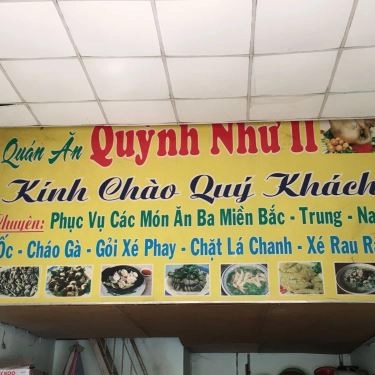 Quán Ăn Quỳnh Như II
Kính Chào Quý Khách
Chuyên: Phục Vụ Các Món Ăn Ba Miền Bắc - Trung - Na
Ốc - Cháo Gà - Gỏi Xé Phay - Chặt Lá Chanh - Xé Rau R